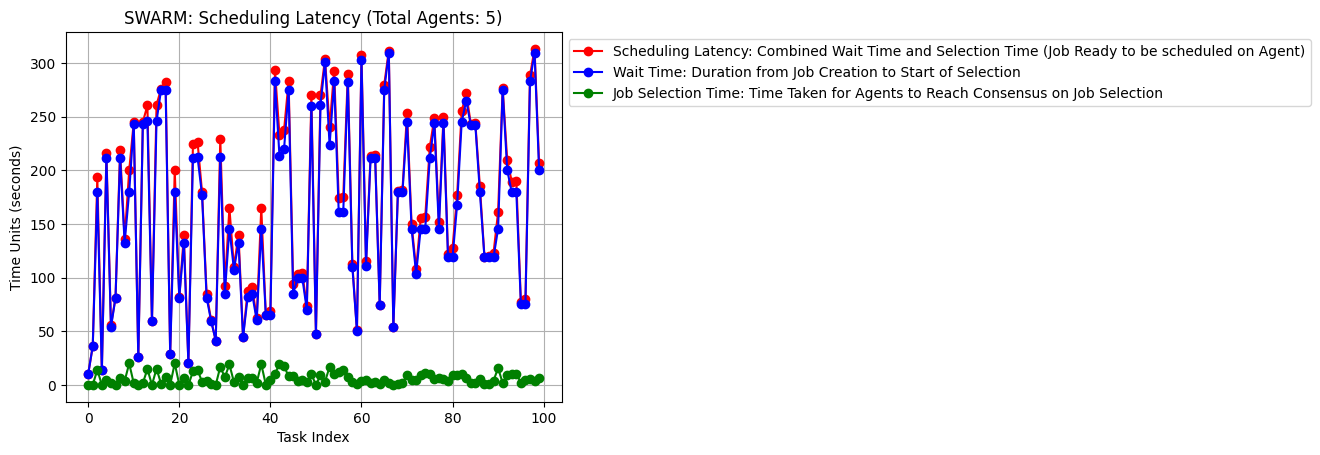 SWARM: Scheduling Latency (Total Agents: 5)
Scheduling Latency: Combined Wait Time and Selection Time (Job Ready to be scheduled on Agent)
Wait Time: Duration from Job Creation to Start of Selection
Job Selection Time: Time Taken for Agents to Reach Consensus on Job Selection
Time Units (seconds)
300
250
200
150
100
50
0
0 20 40 60 80 100
Task Index